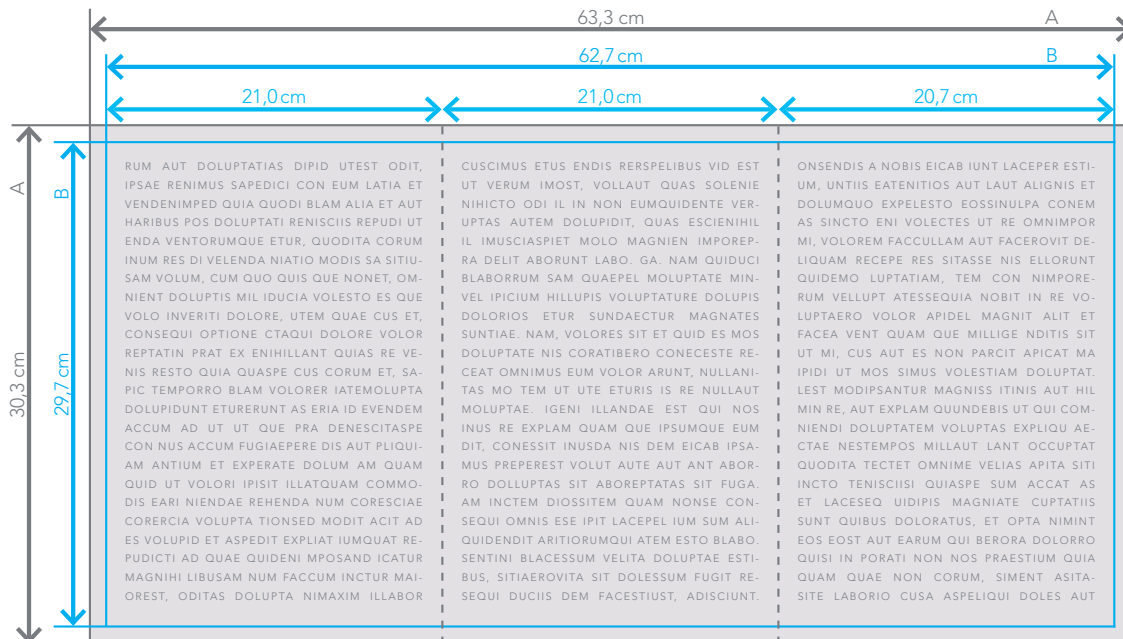 63,3 cm
A
62,7 cm
B
21,0 cm
21,0 cm
20,7 cm
A
30,3 cm
B
29,7 cm
RUM AUT DOLUPTATIAS DIPID UTEST ODIT,
IPSAE RENIMUS SAPEDICI CON EUM LATIA ET
VENDENIMPED QUIA QUODI BLAM ALIA ET AUT
HARIBUS POS DOLUPTATI RENISCIIS REPUDI UT
ENDA VENTORUMQUE ETUR, QUODITA CORUM
INUM RES DI VELENDA NIATIO MODIS SA SITIU-
SAM VOLUM, CUM QUO QUIS QUE NONET, OM-
NIENT DOLUPTIS MIL IDUCIA VOLESTO ES QUE
VOLO INVERITI DOLORE, UTEM QUAE CUS ET,
CONSEQUI OPTIONE CTAQUI DOLORE VOLOR
REPTATIN PRAT EX ENIHILLANT QUIAS RE VE-
NIS RESTO QUIA QUASPE CUS CORUM ET, SA-
PIC TEMPORRO BLAM VOLORER IATEMOLUPTA
DOLUPIDUNT ETURERUNT AS ERIA ID EVENDEM
ACCUM AD UT UT QUE PRA DENESCITASPE
CON NUS ACCUM FUGIAEPERE DIS AUT PLIQUI-
AM ANTIUM ET EXPERATE DOLUM AM QUAM
QUID UT VOLORI IPISIT ILLATQUAM COMMO-
DIS EARI NIENDAE REHENDA NUM CORESCIAE
CORERCIA VOLUPTA TIONSED MODIT ACIT AD
ES VOLUPID ET ASPEDIT EXPLIAT IUMQUAT RE-
PUDICTI AD QUAE QUIDENI MPOSAND ICATUR
MAGNIHI LIBUSAM NUM FACCUM INCTUR MAI-
OREST, ODITAS DOLUPTA NIMAXIM ILLABOR
CUSCIMUS ETUS ENDIS RERSPELIBUS VID EST
UT VERUM IMOST, VOLLAUT QUAS SOLENIE
NIHICTO ODI IL IN NON EUMQUIDENTE VER-
UPTAS AUTEM DOLUPIDIT, QUAS ESCIENIHIL
IL IMUSCIASPIET MOLO MAGNIEN IMPOREP-
RA DELIT ABORUNT LABO. GA. NAM QUIDUCI
BLABORRUM SAM QUAEPEL MOLUPTATE MIN-
VEL IPICIUM HILLUPIS VOLUPTATURE DOLUPIS
DOLORIOS ETUR SUNDAECTUR MAGNATES
SUNTIAE. NAM, VOLORES SIT ET QUID ES MOS
DOLUPTATE NIS CORATIBERO CONECESTE RE-
CEAT OMNIMUS EUM VOLOR ARUNT, NULLANI-
TAS MO TEM UT UTE ETURIS IS RE NULLAUT
MOLUPTAE. IGENI ILLANDAE EST QUI NOS
INUS RE EXPLAM QUAM QUE IPSUMQUE EUM
DIT, CONESSIT INUSDA NIS DEM EICAB IPSA-
MUS PREPEREST VOLUT AUTE AUT ANT ABOR-
RO DOLLUPTAS SIT ABOREPTATAS SIT FUGA.
AM INCTEM DIOSSITEM QUAM NONSE CON-
SEQUI OMNIS ESE IPIT LACEPEL IUM SUM ALI-
QUIDENDIT ARITIORUMQUI ATEM ESTO BLABO.
SENTINI BLACESSUM VELITA DOLUPTAE ESTI-
BUS, SITIAEROVITA SIT DOLESSUM FUGIT RE-
SEQUI DUCIIS DEM FACESTIUST, ADISCIUNT.
ONSENDIS A NOBIS EICAB IUNT LACEPER ESTI-
UM, UNTIIS EATENITIOS AUT LAUT ALIGNIS ET
DOLUMQUO EXPELESTO EOSSINULPA CONEM
AS SINCTO ENI VOLECTES UT RE OMNIMPOR
MI, VOLOREM FACCULLAM AUT FACEROVIT DE-
LIQUAM RECEPE RES SITASSE NIS ELLORUNT
QUIDEMO LUPTATIAM, TEM CON NIMPORE-
RUM VELLUPT ATESSEQUIA NOBIT IN RE VO-
LUPTAERO VOLOR APIDEL MAGNIT ALIT ET
FACEA VENT QUAM QUE MILLIGE NDITIS SIT
UT MI, CUS AUT ES NON PARCIT APICAT MA
IPIDI UT MOS SIMUS VOLESTIAM DOLUPTAT.
LEST MODIPSANTUR MAGNISS ITINIS AUT HIL
MIN RE, AUT EXPLAM QUUNDEBIS UT QUI COM-
NIENDI DOLUPTATEM VOLUPTAS EXPLIQU AE-
CTAE NESTEMPOS MILLAUT LANT OCCUPTAT
QUODITA TECTET OMNIME VELIAS APITA SITI
INCTO TENISCIISI QUIASPE SUM ACCAT AS
ET LACESEQ UIDIPIS MAGNIATE CUPTATIIS
SUNT QUIBUS DOLORATUS, ET OPTA NIMINT
EOS EOST AUT EARUM QUI BERORA DOLORRO
QUISI IN PORATI NON NOS PRAESTIUM QUIA
QUAM QUAE NON CORUM, SIMENT ASITA-
SITE LABORIO CUSA ASPELIQUI DOLES AUT